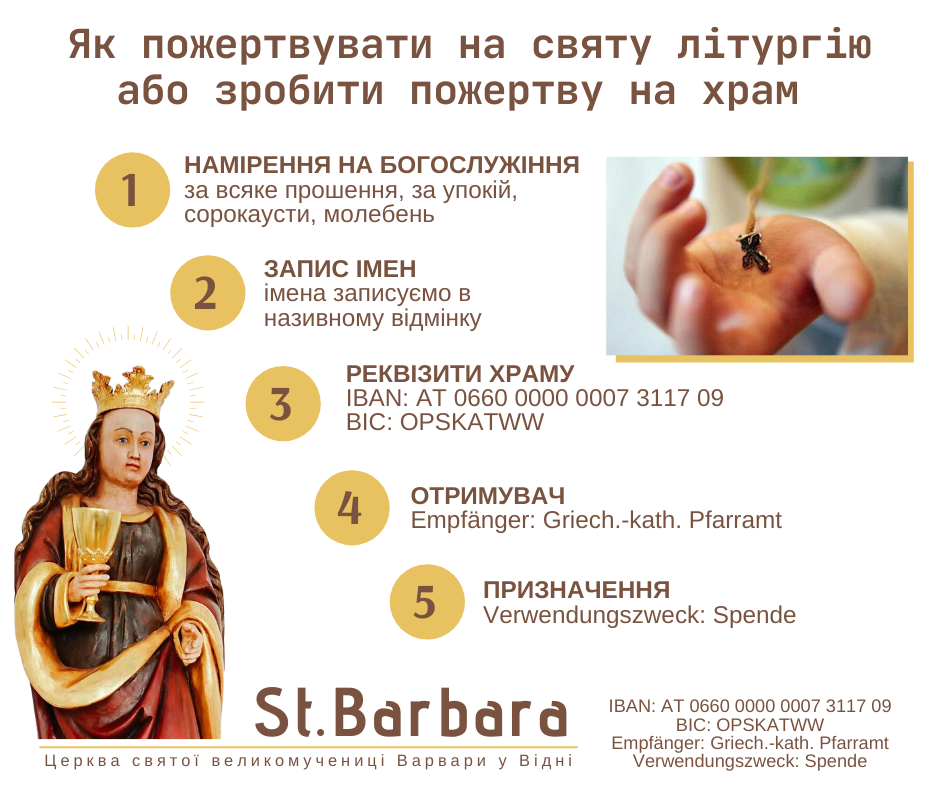 Як пожертвувати на святу літургію
або зробити пожертву на храм
1
НАМІРЕННЯ НА БОГОСЛУЖІННЯ
за всяке прошення, за упокій,
сорокаусти, молебень
2
ЗАПИС ІМЕН
імена записуємо в
називному відмінку
3
РЕКВІЗИТИ ХРАМУ
IBAN: AT 0660 0000 0007 3117 09
BIC: OPSKATWW
4
ОТРИМУВАЧ
Empfänger: Griech.-kath. Pfarramt
5
ПРИЗНАЧЕННЯ
Verwendungszweck: Spende
St.Barbara
Церква святої великомучениці Варвари у Відні
IBAN: AT 0660 0000 0007 3117 09
BIC: OPSKATWW
Empfänger: Griech.-kath. Pfarramt
Verwendungszweck: Spende